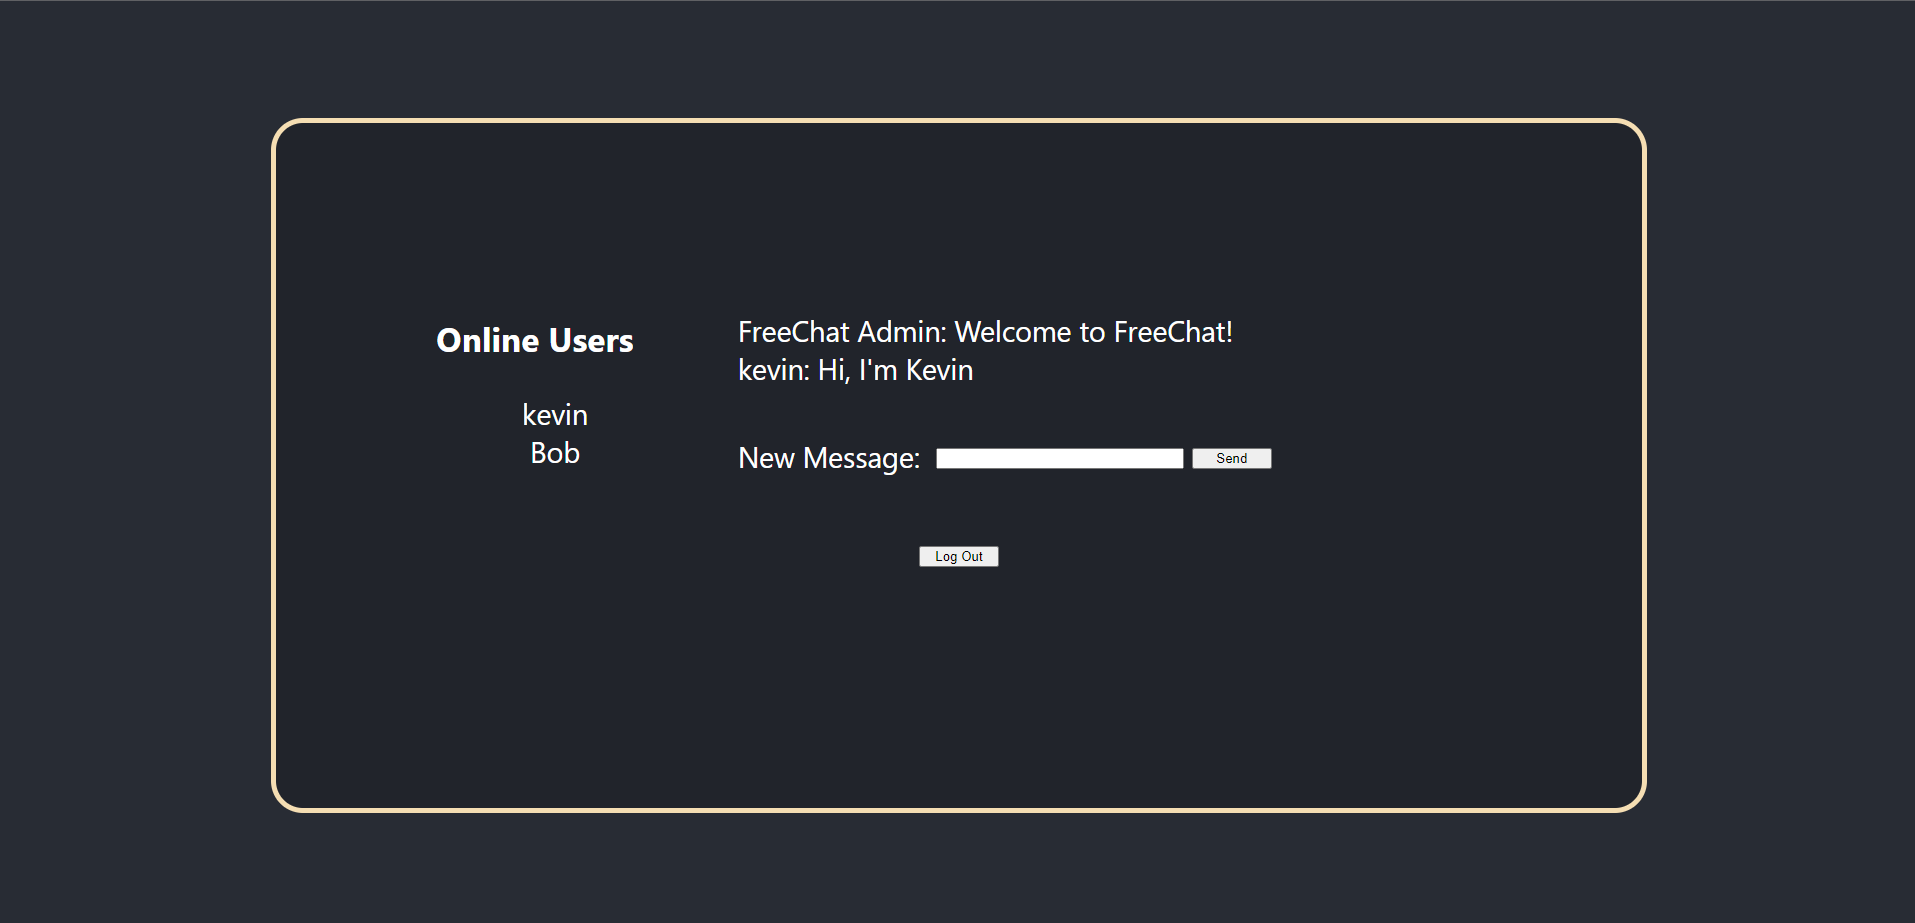 Online Users
kevin
Bob
FreeChat Admin: Welcome to FreeChat!
kevin: Hi, I'm Kevin
New Message: Send
Log Out